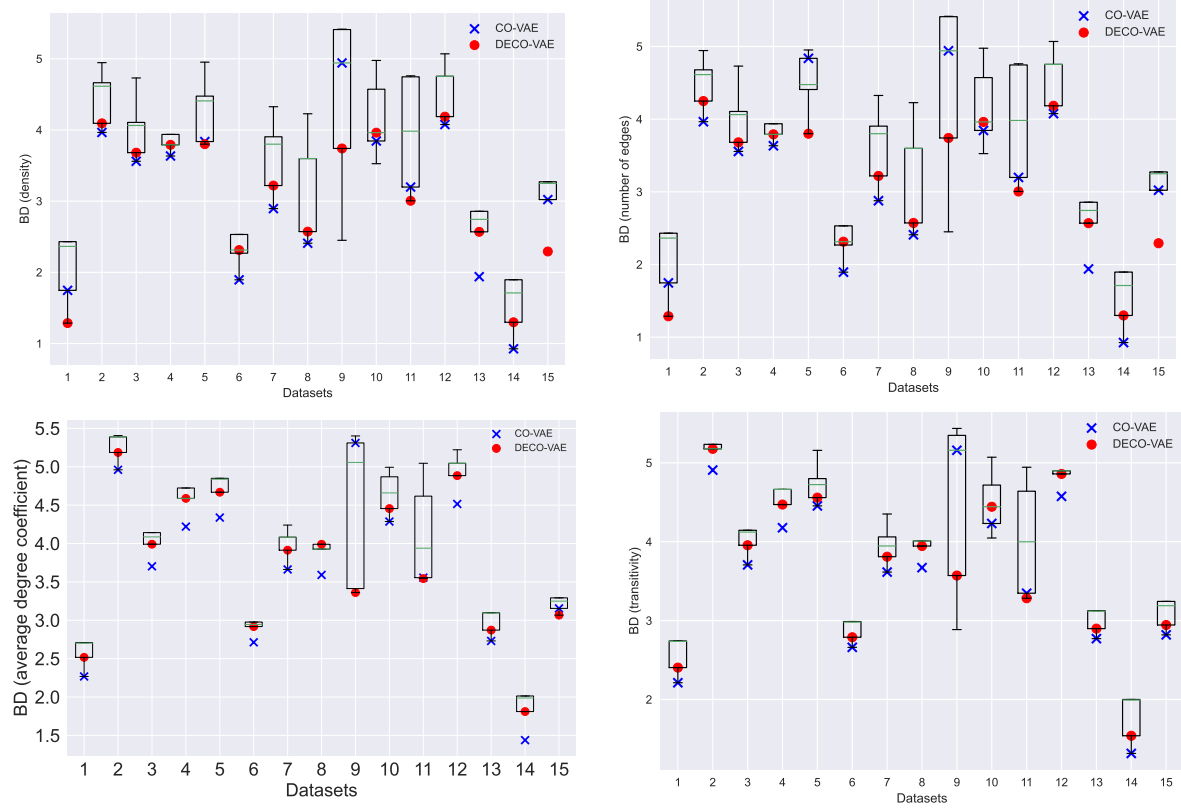 CO-VAE
DECO-VAE
5
4
3
2
1
BD (density)
1 2 3 4 5 6 7 8 9 10 11 12 13 14 15
Datasets
CO-VAE
DECO-VAE
5
4
3
2
1
BD (number of edges)
1 2 3 4 5 6 7 8 9 10 11 12 13 14 15
Datasets
CO-VAE
DECO-VAE
5.5
5.0
4.5
4.0
3.5
3.0
2.5
2.0
1.5
BD (average degree coefficient)
1 2 3 4 5 6 7 8 9 10 11 12 13 14 15
Datasets
CO-VAE
DECO-VAE
5
4
3
2
BD (transitivity)
1 2 3 4 5 6 7 8 9 10 11 12 13 14 15
Datasets